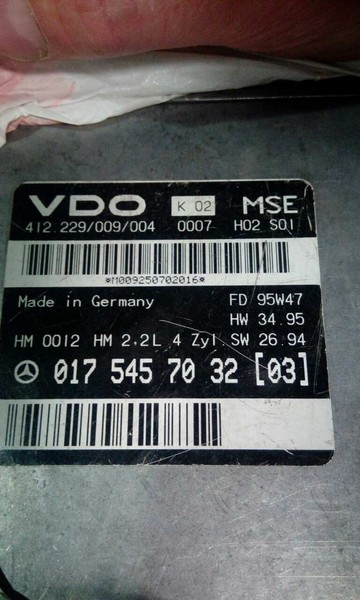 VDO K 02 MSE
412.229/009/004 0007 H02 S01
*M009250702016*
Made in Germany FD 95W47
HW 34.95
HM 0012 HM 2.2L 4 Zyl SW 26.94
017 545 70 32 [03]